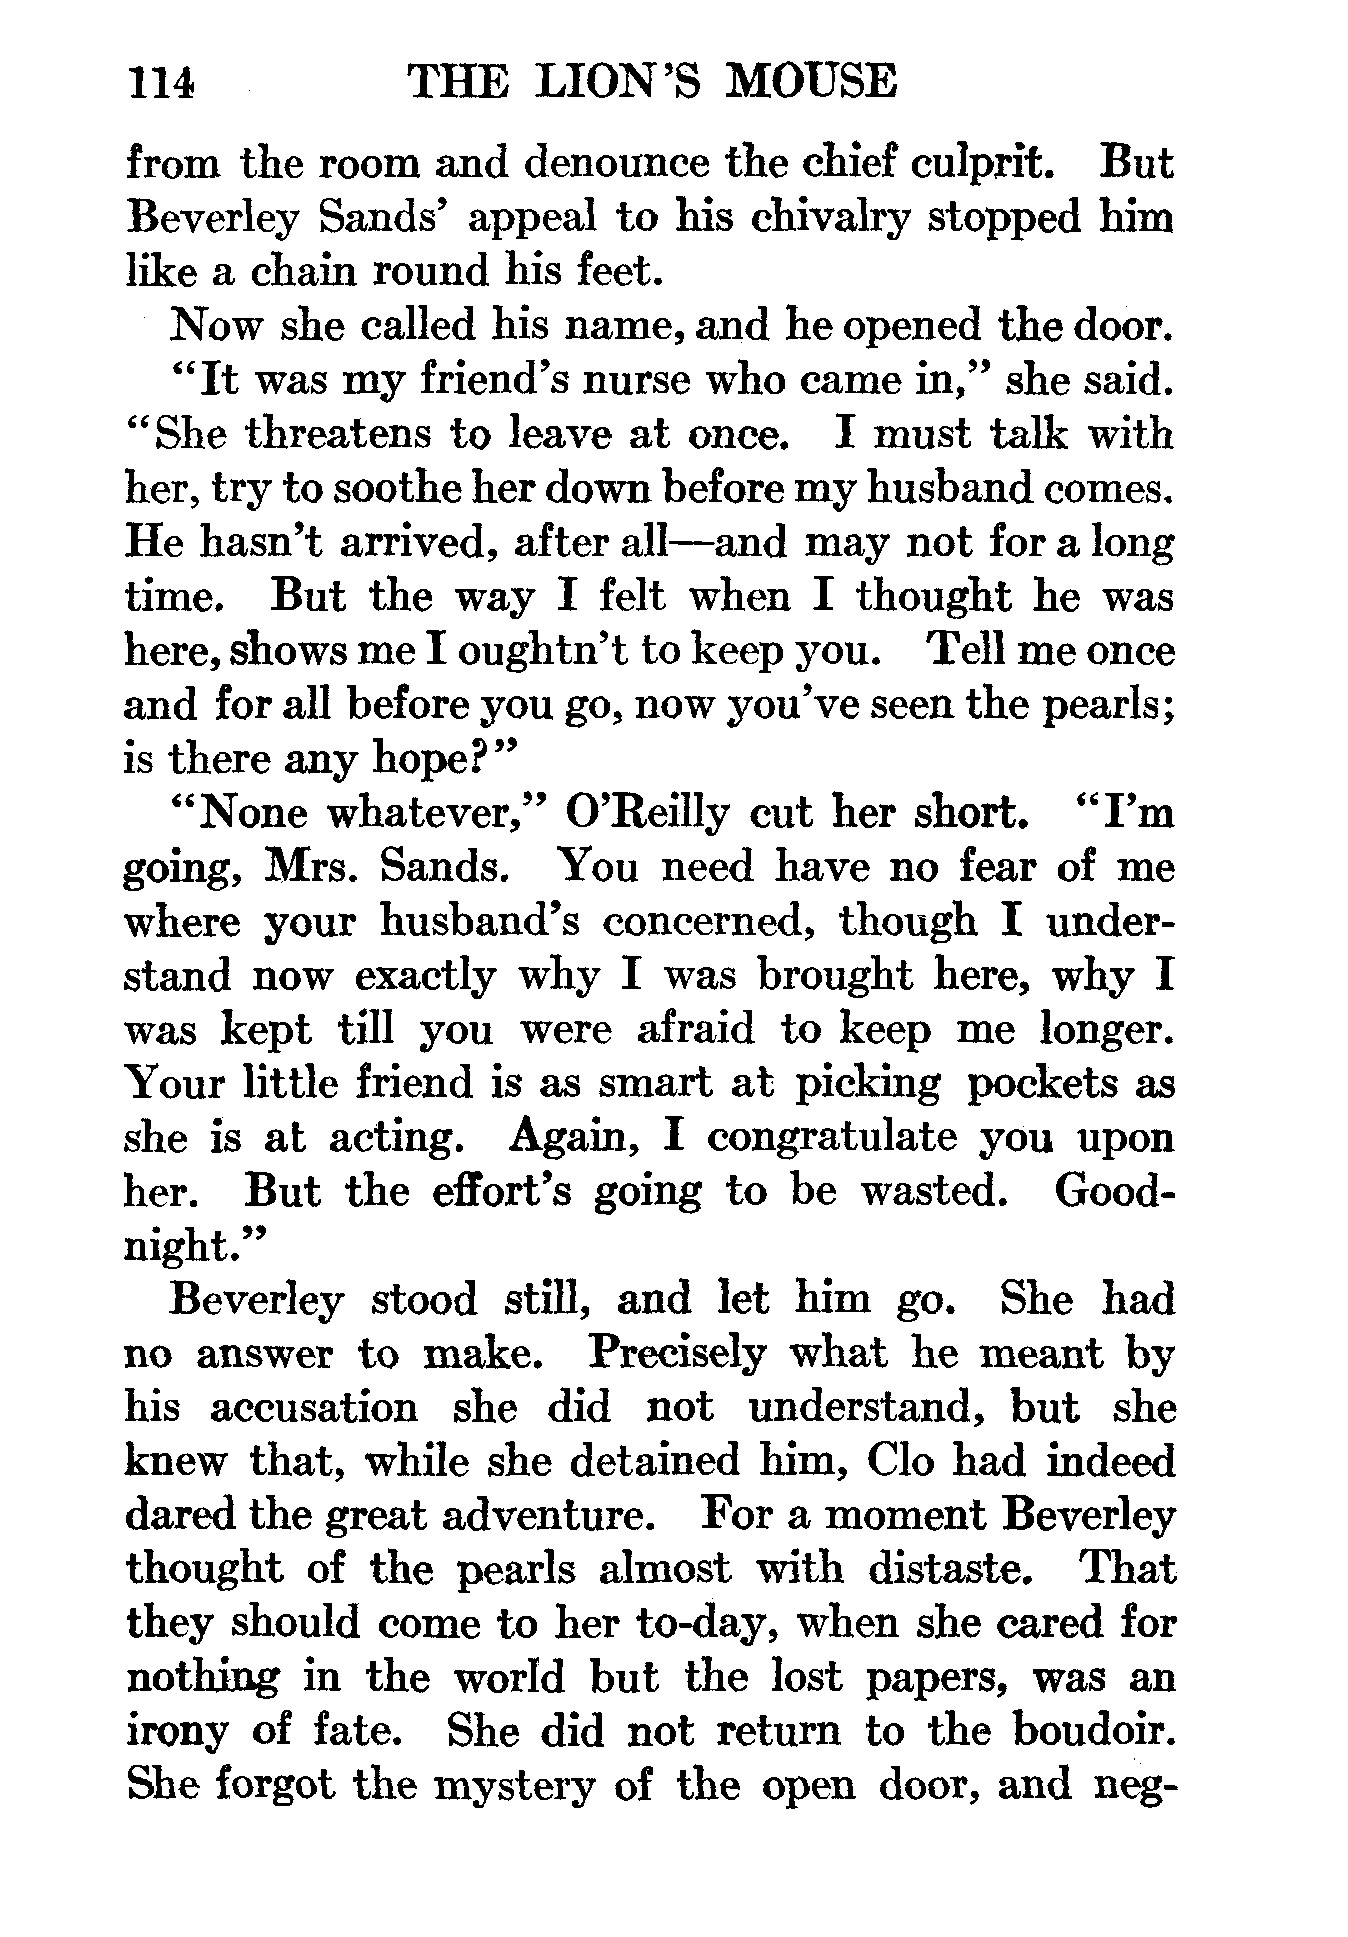 114 THE LION'S MOUSE
from the room and denounce the chief culprit. But
Beverley Sands' appeal to his chivalry stopped him
like a chain round his feet.
Now she called his name, and he opened the door.
“It was my friend's nurse who came in,” she said.
“She threatens to leave at once. I must talk with
her, try to soothe her down before my husband comes.
He hasn't arrived, after all—and may not for a long
time. But the way I felt when I thought he was
here, shows me I oughtn't to keep you. Tell me once
and for all before you go, now you've seen the pearls;
is there any hope?”
“None whatever,” O'Reilly cut her short. “I'm
going, Mrs. Sands. You need have no fear of me
where your husband's concerned, though I under-
stand now exactly why I was brought here, why I
was kept till you were afraid to keep me longer.
Your little friend is as smart at picking pockets as
she is at acting. Again, I congratulate you upon
her. But the effort's going to be wasted. Good-
night.”
Beverley stood still, and let him go. She had
no answer to make. Precisely what he meant by
his accusation she did not understand, but she
knew that, while she detained him, Clo had indeed
dared the great adventure. For a moment Beverley
thought of the pearls almost with distaste. That
they should come to her to-day, when she cared for
nothing in the world but the lost papers, was an
irony of fate. She did not return to the boudoir.
She forgot the mystery of the open door, and neg-